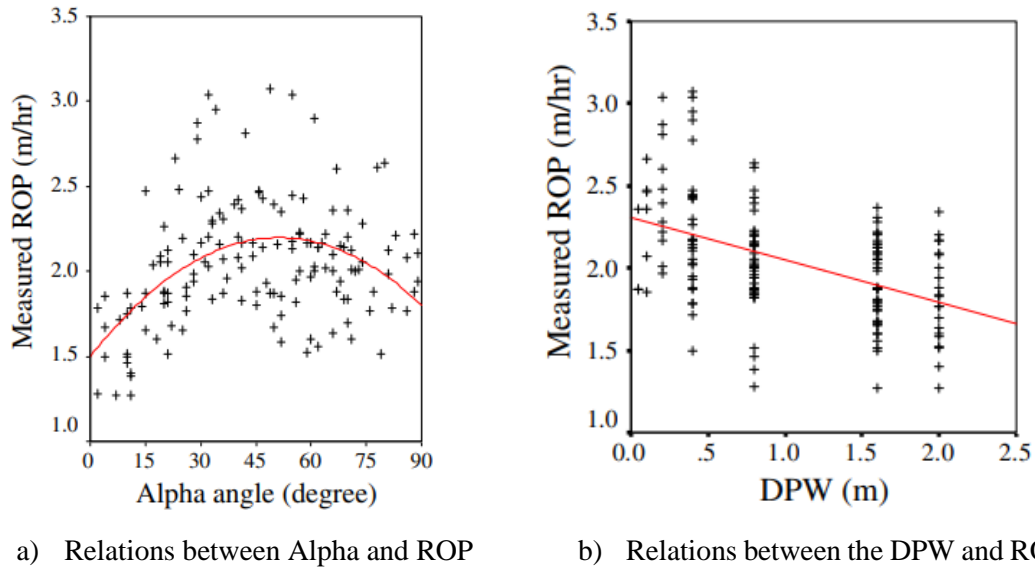 3.5
3.0
2.5
2.0
1.5
1.0
Measured ROP (m/hr)
0 15 30 45 60 75 90
Alpha angle (degree)
3.5
3.0
2.5
2.0
1.5
1.0
Measured ROP (m/hr)
0.0 .5 1.0 1.5 2.0 2.5
DPW (m)
a) Relations between Alpha and ROP
b) Relations between the DPW and RO